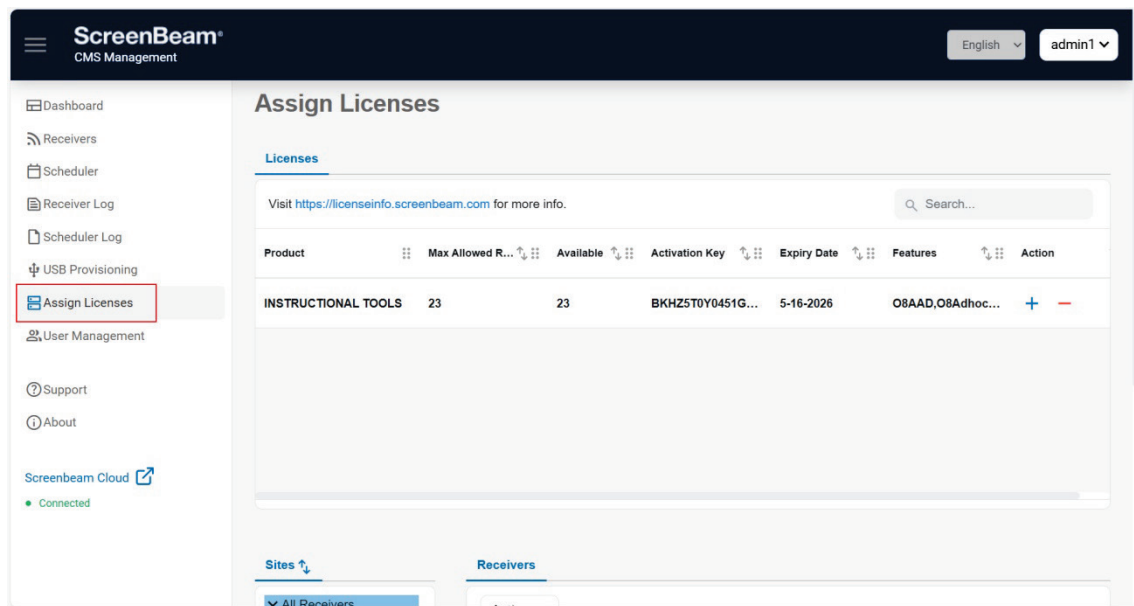 ScreenBeam®
CMS Management
English
admin1
Dashboard
Receivers
Scheduler
Receiver Log
Scheduler Log
USB Provisioning
Assign Licenses
User Management
Support
About
Screenbeam Cloud
Connected
Assign Licenses
Licenses
Visit https://licenseinfo.screenbeam.com for more info.
Search...
Product Max Allowed R... Available Activation Key Expiry Date Features Action
INSTRUCTIONAL TOOLS 23 23 BKHZ5T0Y0451G... 5-16-2026 O8AAD,O8Adhoc...
Sites
Receivers
All Receivers